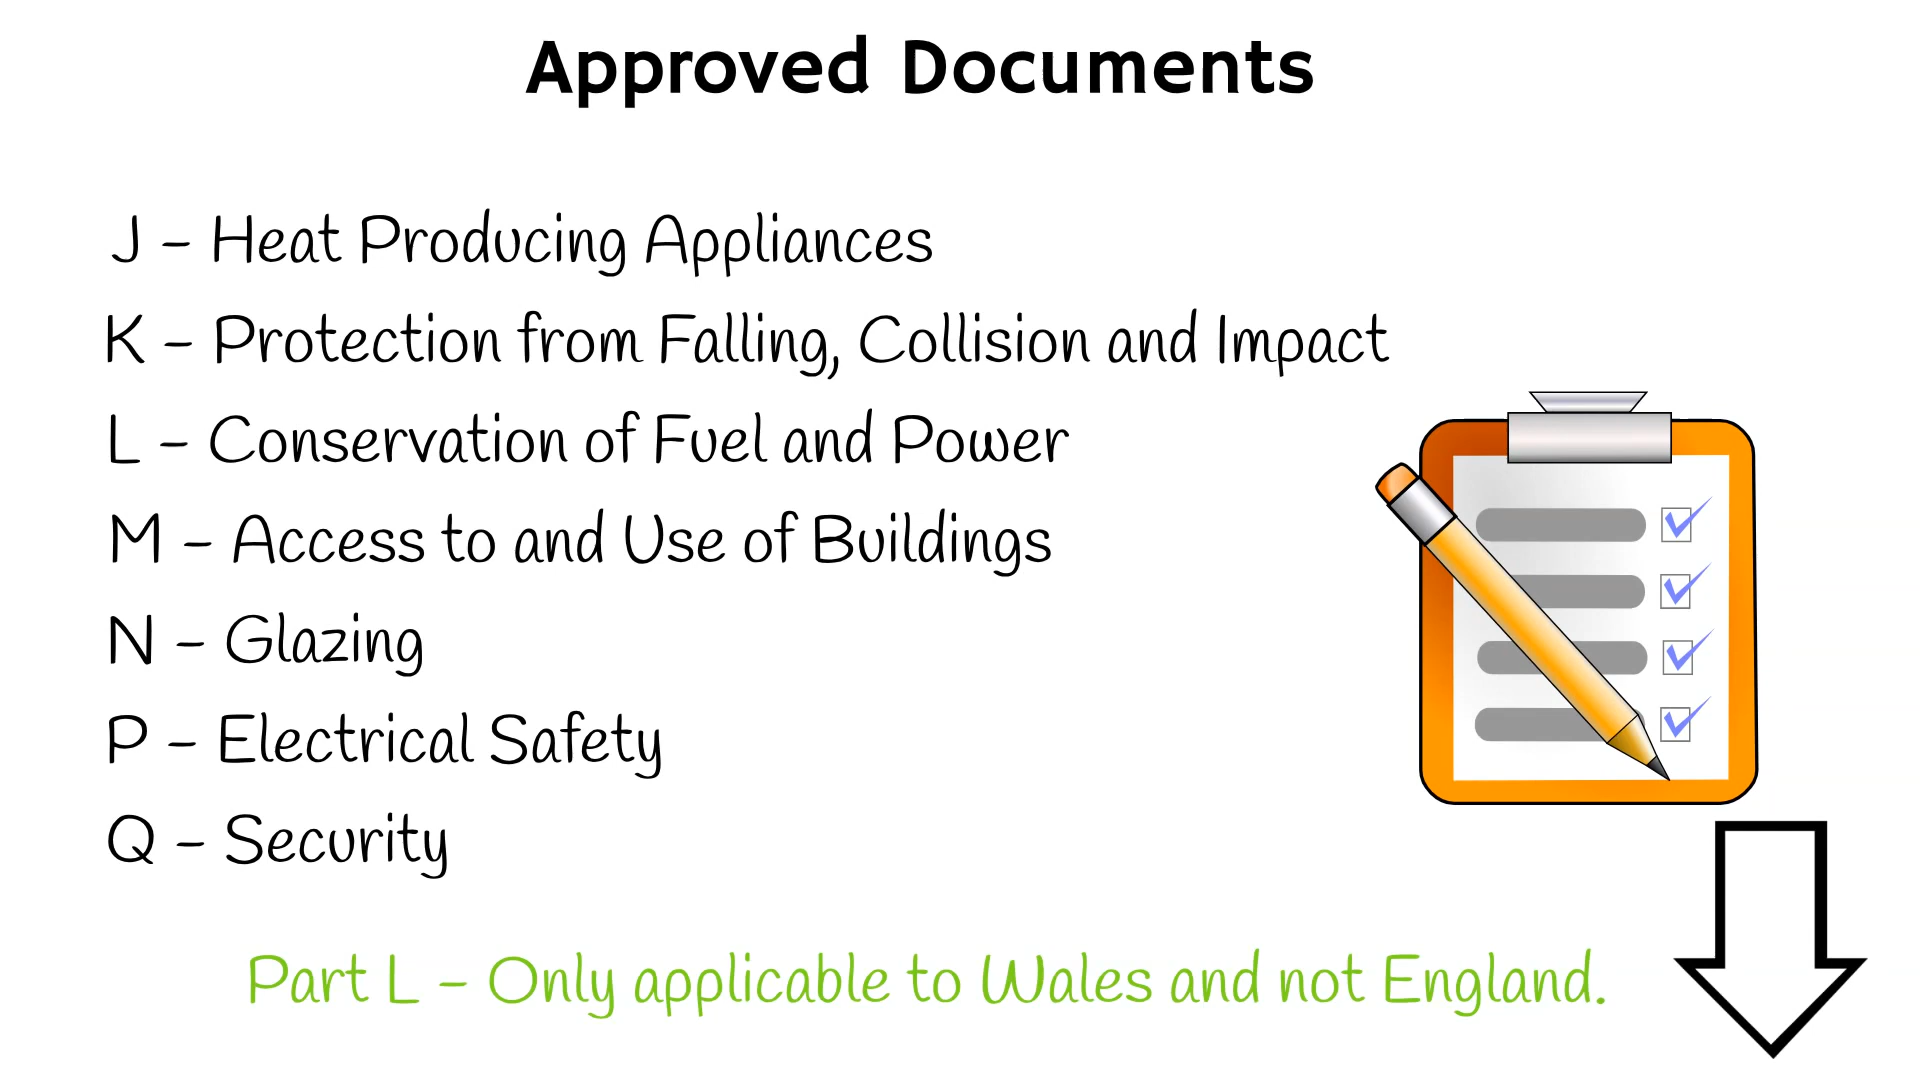 Approved Documents
J – Heat Producing Appliances
K – Protection from Falling, Collision and Impact
L – Conservation of Fuel and Power
M – Access to and Use of Buildings
N – Glazing
P – Electrical Safety
Q – Security
Part L – Only applicable to Wales and not England.